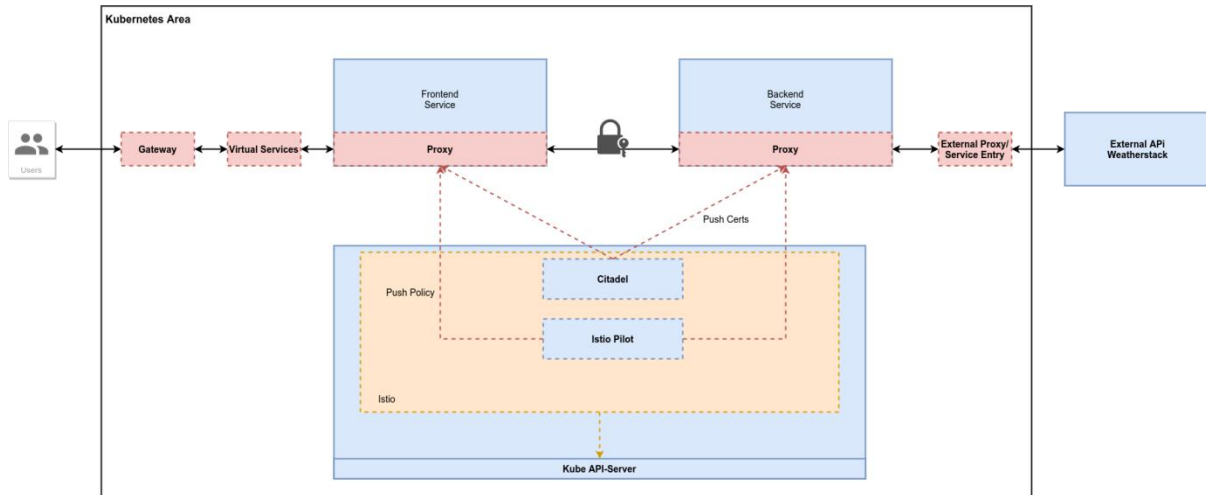 Kubernetes Area
Frontend
Service
Backend
Service
Users
Gateway
Virtual Services
Proxy
Proxy
External Proxy/
Service Entry
External APi
Weatherstack
Push Certs
Citadel
Push Policy
Istio Pilot
Istio
Kube API-Server